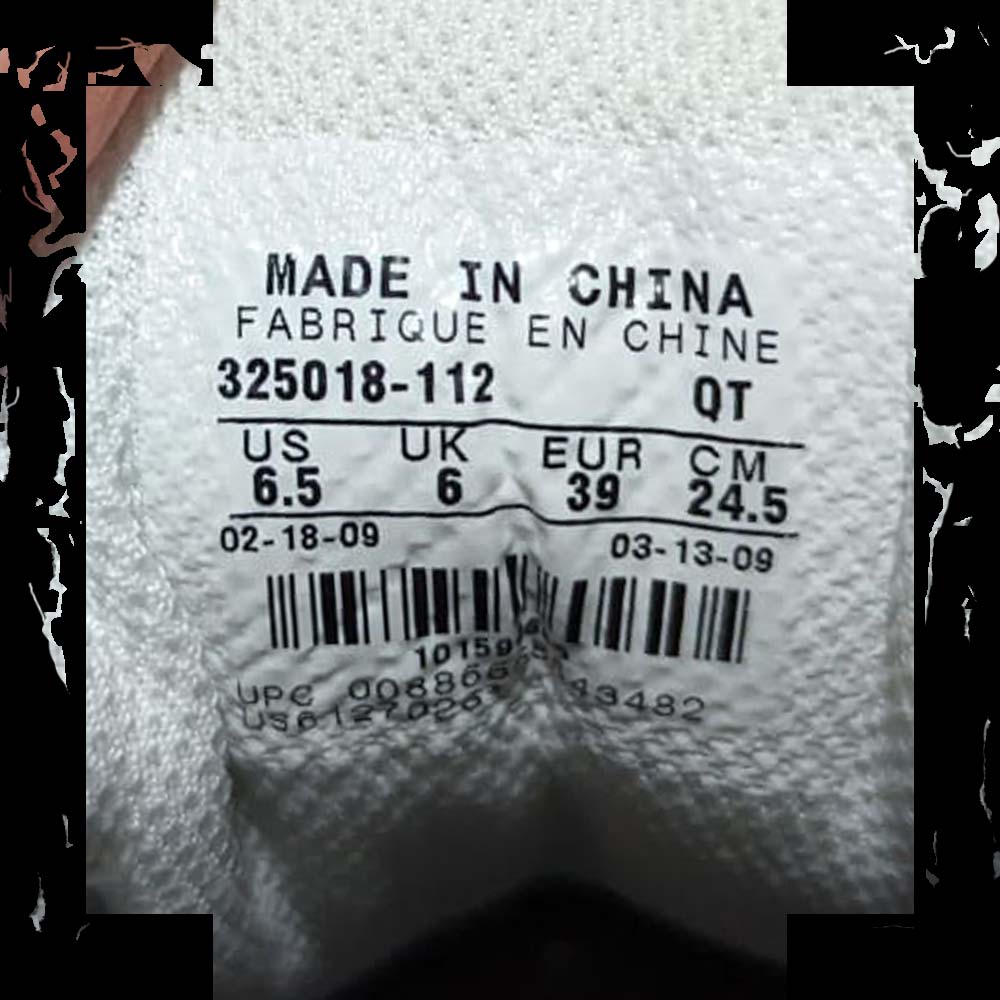 MADE IN CHINA
FABRIQUE EN CHINE
325018-112 QT
US UK EUR CM
6.5 6 39 24.5
02-18-09 03-13-09
UPC